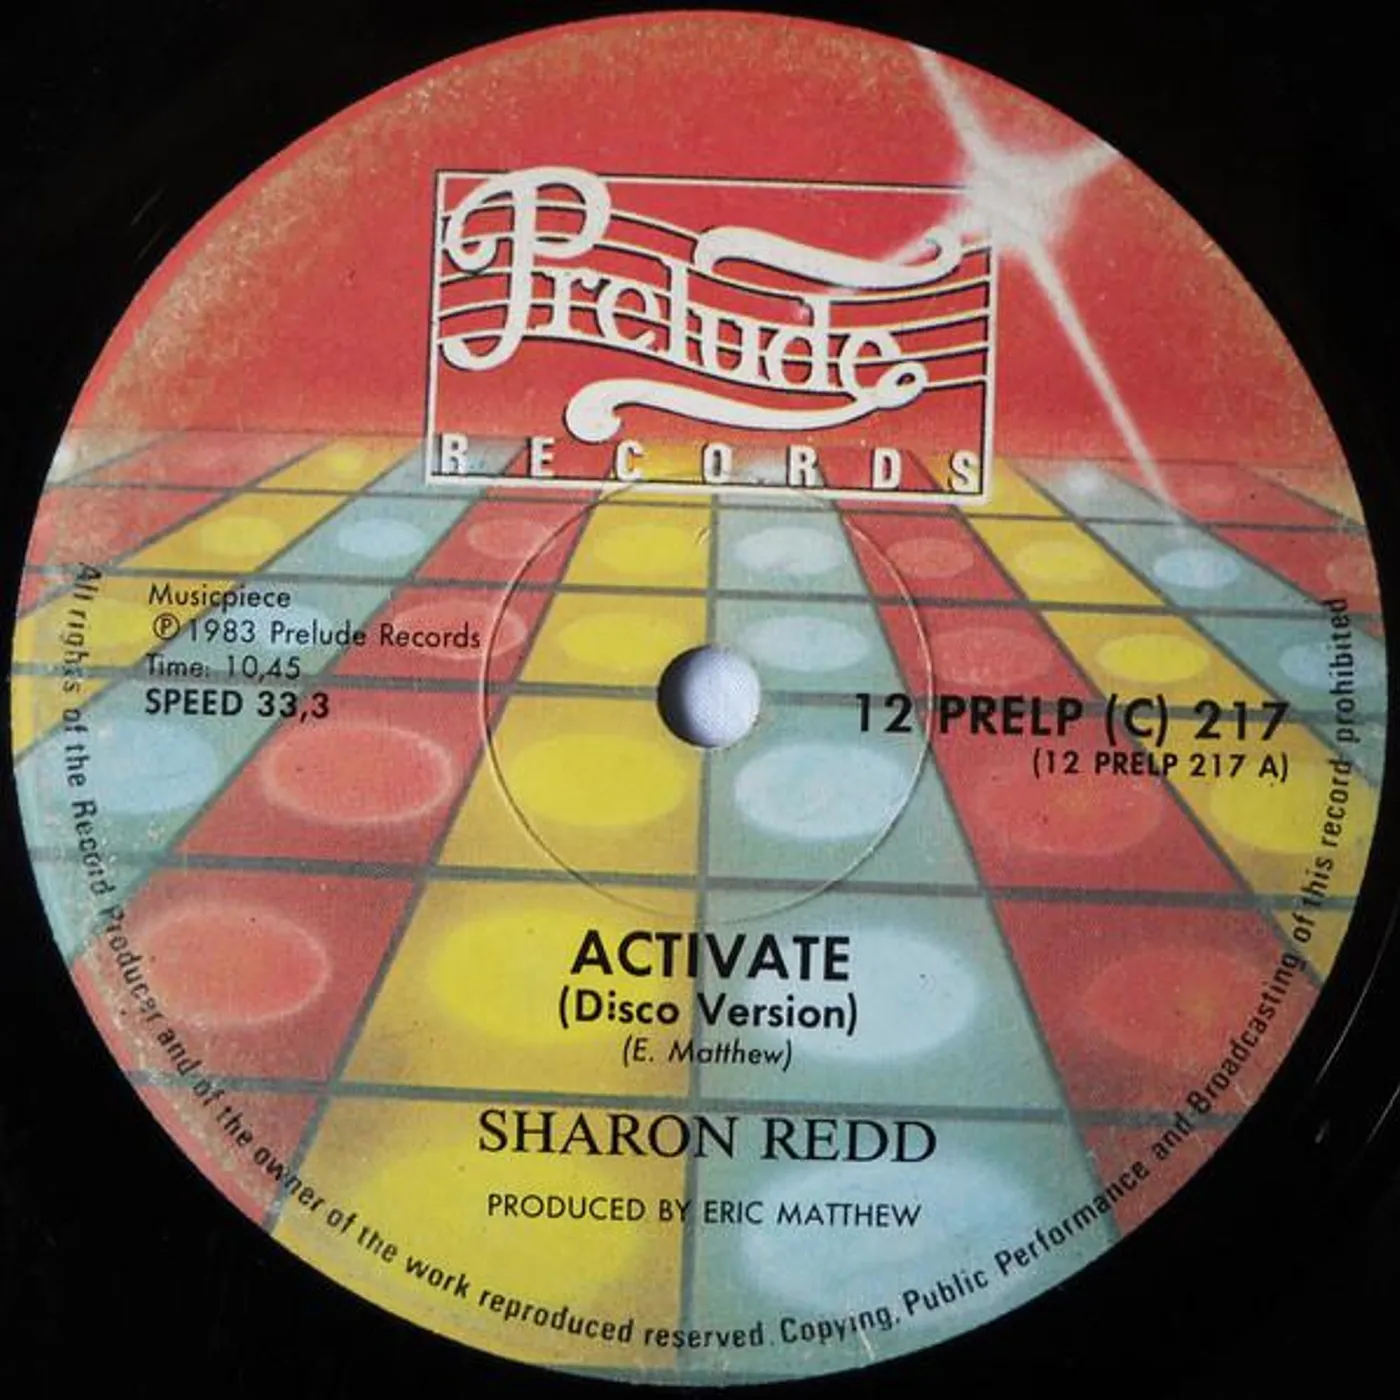 Prelude
RECORDS
Musicpiece
Ⓟ1983 Prelude Records
Time: 10,45
SPEED 33,3
12 PRELP (C) 217
(12 PRELP 217 A)
ACTIVATE
(Disco Version)
(E. Matthew)
SHARON REDD
PRODUCED BY ERIC MATTHEW
All rights of the Record Producer and of the owner of the work reproduced reserved. Copying, Public Performance and Broadcasting of this record prohibited